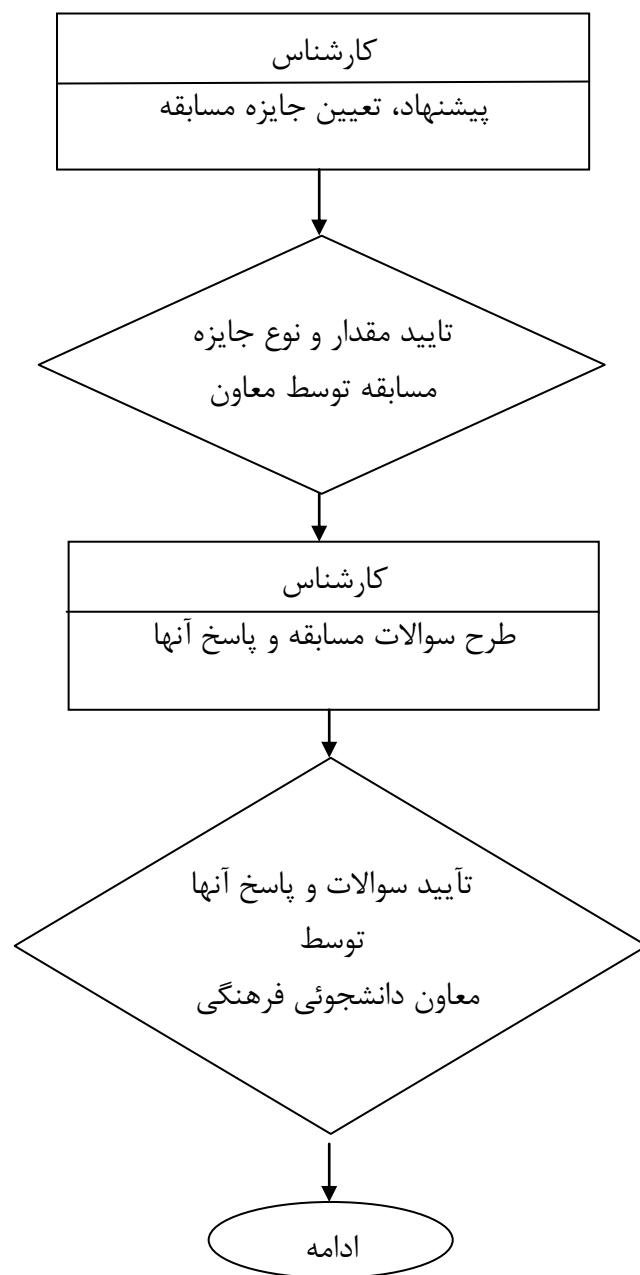 کارشناس
پیشنهاد، تعیین جایزه مسابقه
تایید مقدار و نوع جایزه
مسابقه توسط معاون
کارشناس
طرح سوالات مسابقه و پاسخ آنها
تآیید سوالات و پاسخ آنها
توسط
معاون دانشجوئی فرهنگی
ادامه